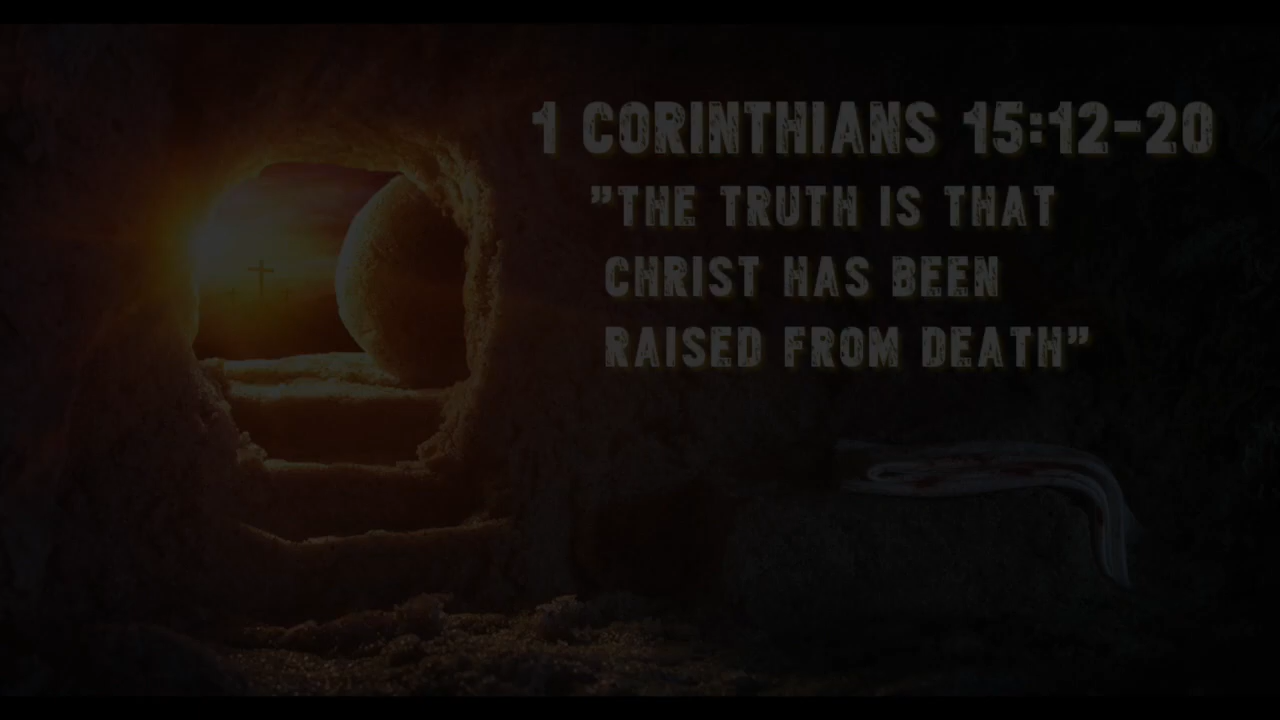 1 CORINTHIANS 15:12-20
"THE TRUTH IS THAT
CHRIST HAS BEEN
RAISED FROM DEATH"